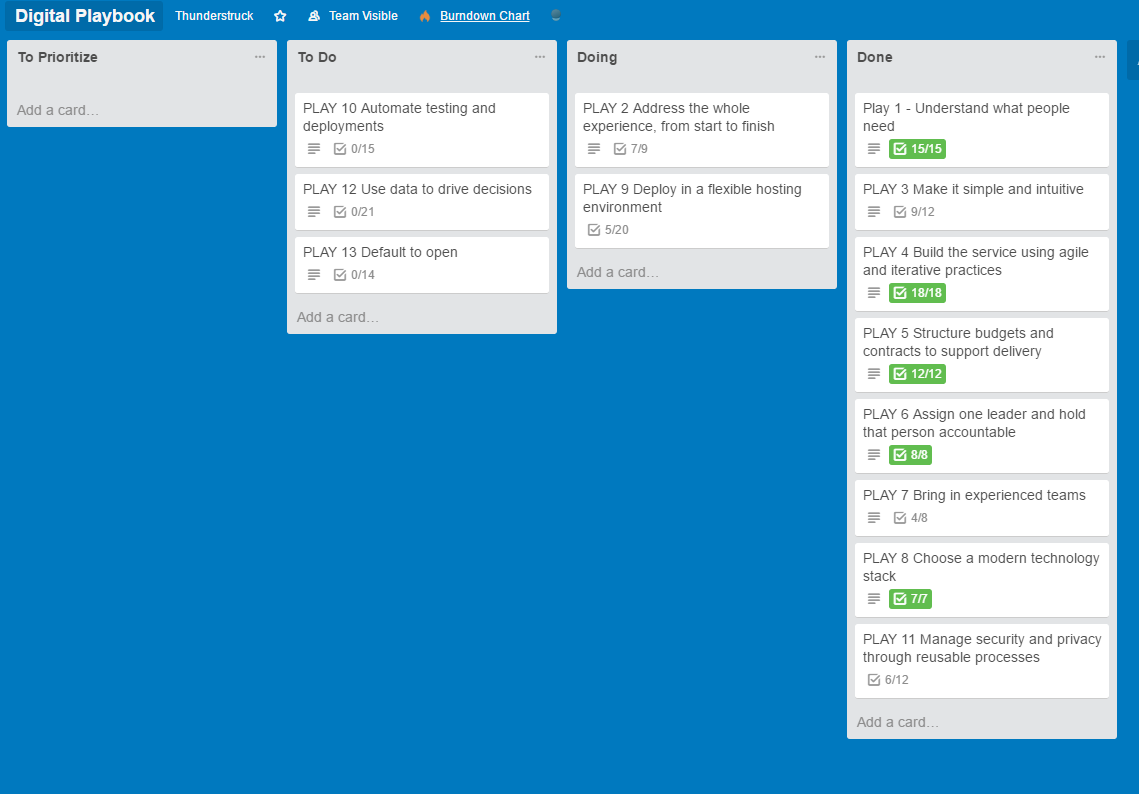 Digital Playbook Thunderstruck Team Visible Burndown Chart
To Prioritize
Add a card…
To Do
PLAY 10 Automate testing and
deployments
0/15
PLAY 12 Use data to drive decisions
0/21
PLAY 13 Default to open
0/14
Add a card…
Doing
PLAY 2 Address the whole
experience, from start to finish
7/9
PLAY 9 Deploy in a flexible hosting
environment
5/20
Add a card…
Done
Play 1 - Understand what people
need
15/15
PLAY 3 Make it simple and intuitive
9/12
PLAY 4 Build the service using agile
and iterative practices
18/18
PLAY 5 Structure budgets and
contracts to support delivery
12/12
PLAY 6 Assign one leader and hold
that person accountable
8/8
PLAY 7 Bring in experienced teams
4/8
PLAY 8 Choose a modern technology
stack
7/7
PLAY 11 Manage security and privacy
through reusable processes
6/12
Add a card…